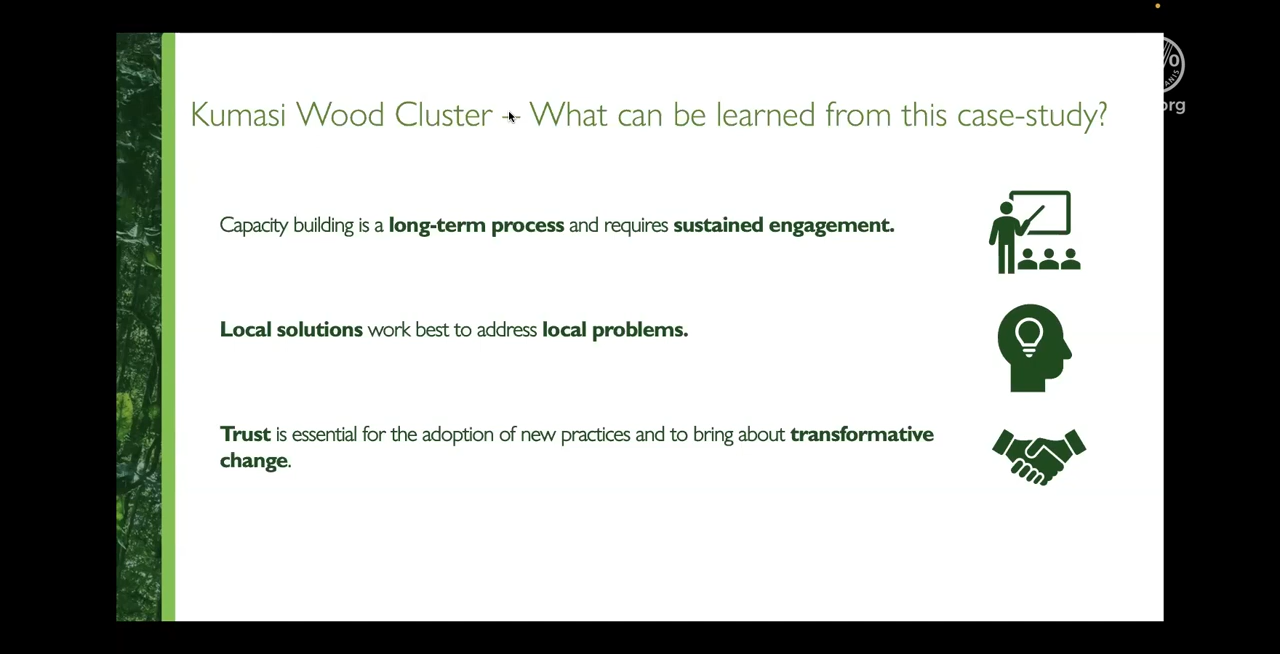 Kumasi Wood Cluster – What can be learned from this case-study?
Capacity building is a long-term process and requires sustained engagement.
Local solutions work best to address local problems.
Trust is essential for the adoption of new practices and to bring about transformative
change.
org